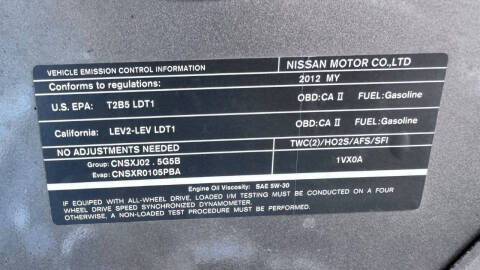 VEHICLE EMISSION CONTROL INFORMATION NISSAN MOTOR CO.,LTD
Conforms to regulations: 2012 MY
U.S. EPA: T2B5 LDT1 OBD:CA II FUEL:Gasoline
California: LEV2-LEV LDT1 OBD:CA II FUEL:Gasoline
NO ADJUSTMENTS NEEDED TWC(2)/HO2S/AFS/SFI
Group: CNSXJ02.5G5B 1VX0A
Evap: CNSXR0105PBA
Engine Oil Viscosity: SAE 5W-30
IF EQUIPPED WITH ALL-WHEEL DRIVE, LOADED I/M TESTING MUST BE CONDUCTED ON A FOUR
WHEEL DRIVE SPEED SYNCHRONIZED DYNAMOMETER.
OTHERWISE, A NON-LOADED TEST PROCEDURE MUST BE PERFORMED.